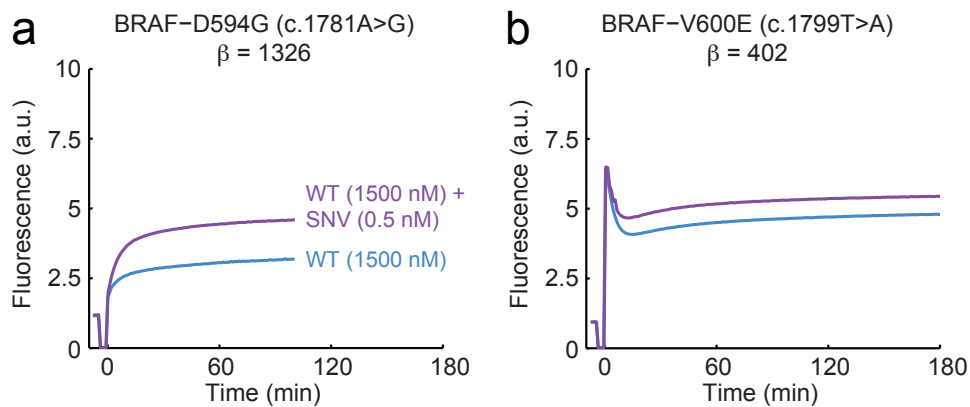 a
BRAF−D594G (c.1781A>G)
β = 1326
10
7.5
5
2.5
0
Fluorescence (a.u.)
WT (1500 nM) +
SNV (0.5 nM)
WT (1500 nM)
0
60
120
180
Time (min)
b
BRAF−V600E (c.1799T>A)
β = 402
10
7.5
5
2.5
0
Fluorescence (a.u.)
0
60
120
180
Time (min)